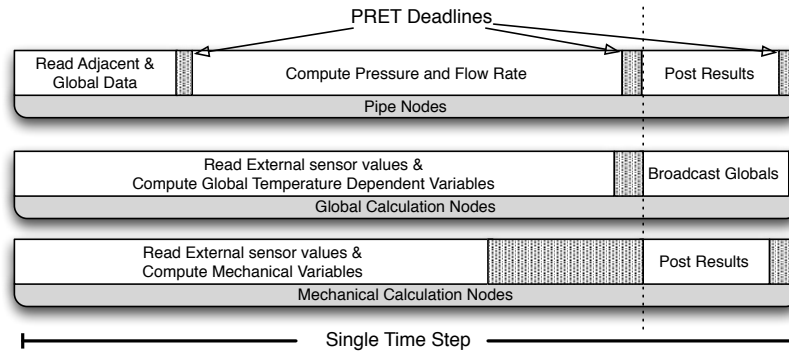 PRET Deadlines
Read Adjacent &
Global Data
Compute Pressure and Flow Rate
Post Results
Pipe Nodes
Read External sensor values &
Compute Global Temperature Dependent Variables
Broadcast Globals
Global Calculation Nodes
Read External sensor values &
Compute Mechanical Variables
Post Results
Mechanical Calculation Nodes
Single Time Step